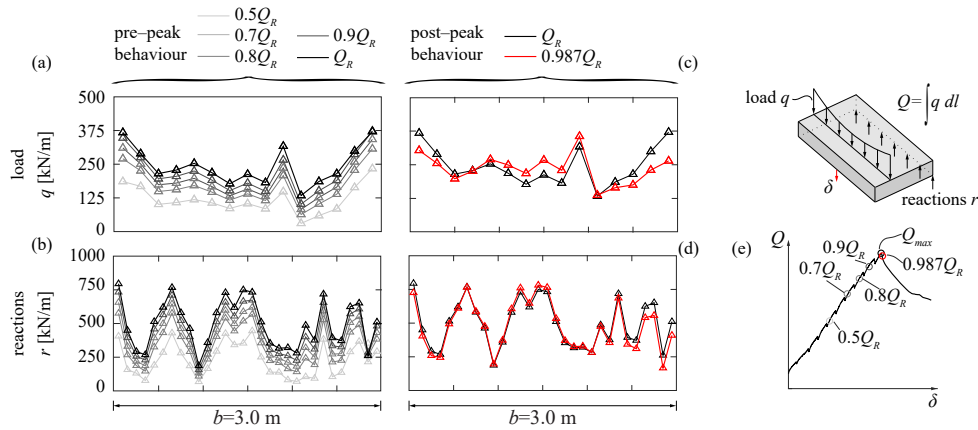 0.5Q_R
pre–peak 0.7Q_R 0.9Q_R
behaviour 0.8Q_R Q_R
post–peak Q_R
behaviour 0.987Q_R
(a)
(c)
500
375
250
125
0
load
q [kN/m]
load q
Q=∫q dl
δ
reactions r
(b)
(d)
(e)
1000
750
500
250
0
reactions
r [kN/m]
b=3.0 m
b=3.0 m
Q
Q_max
0.9Q_R
0.987Q_R
0.7Q_R
0.8Q_R
0.5Q_R
δ